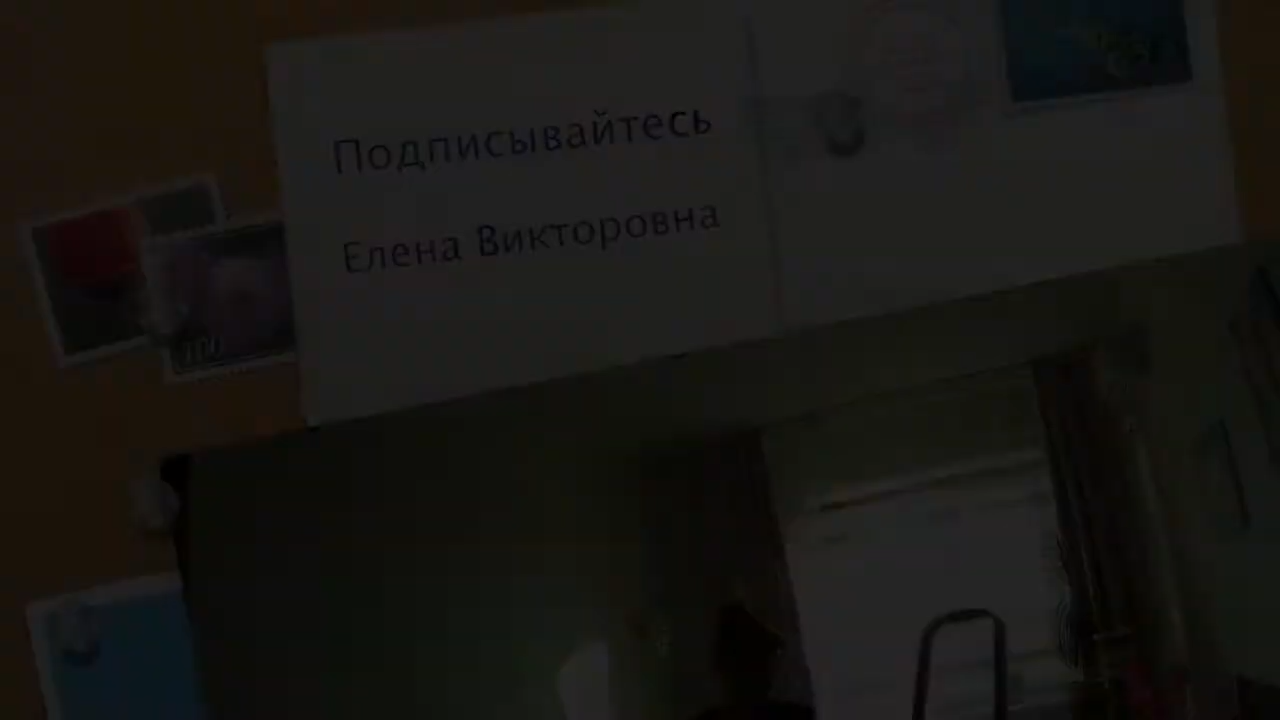 Подписывайтесь
Елена Викторовна